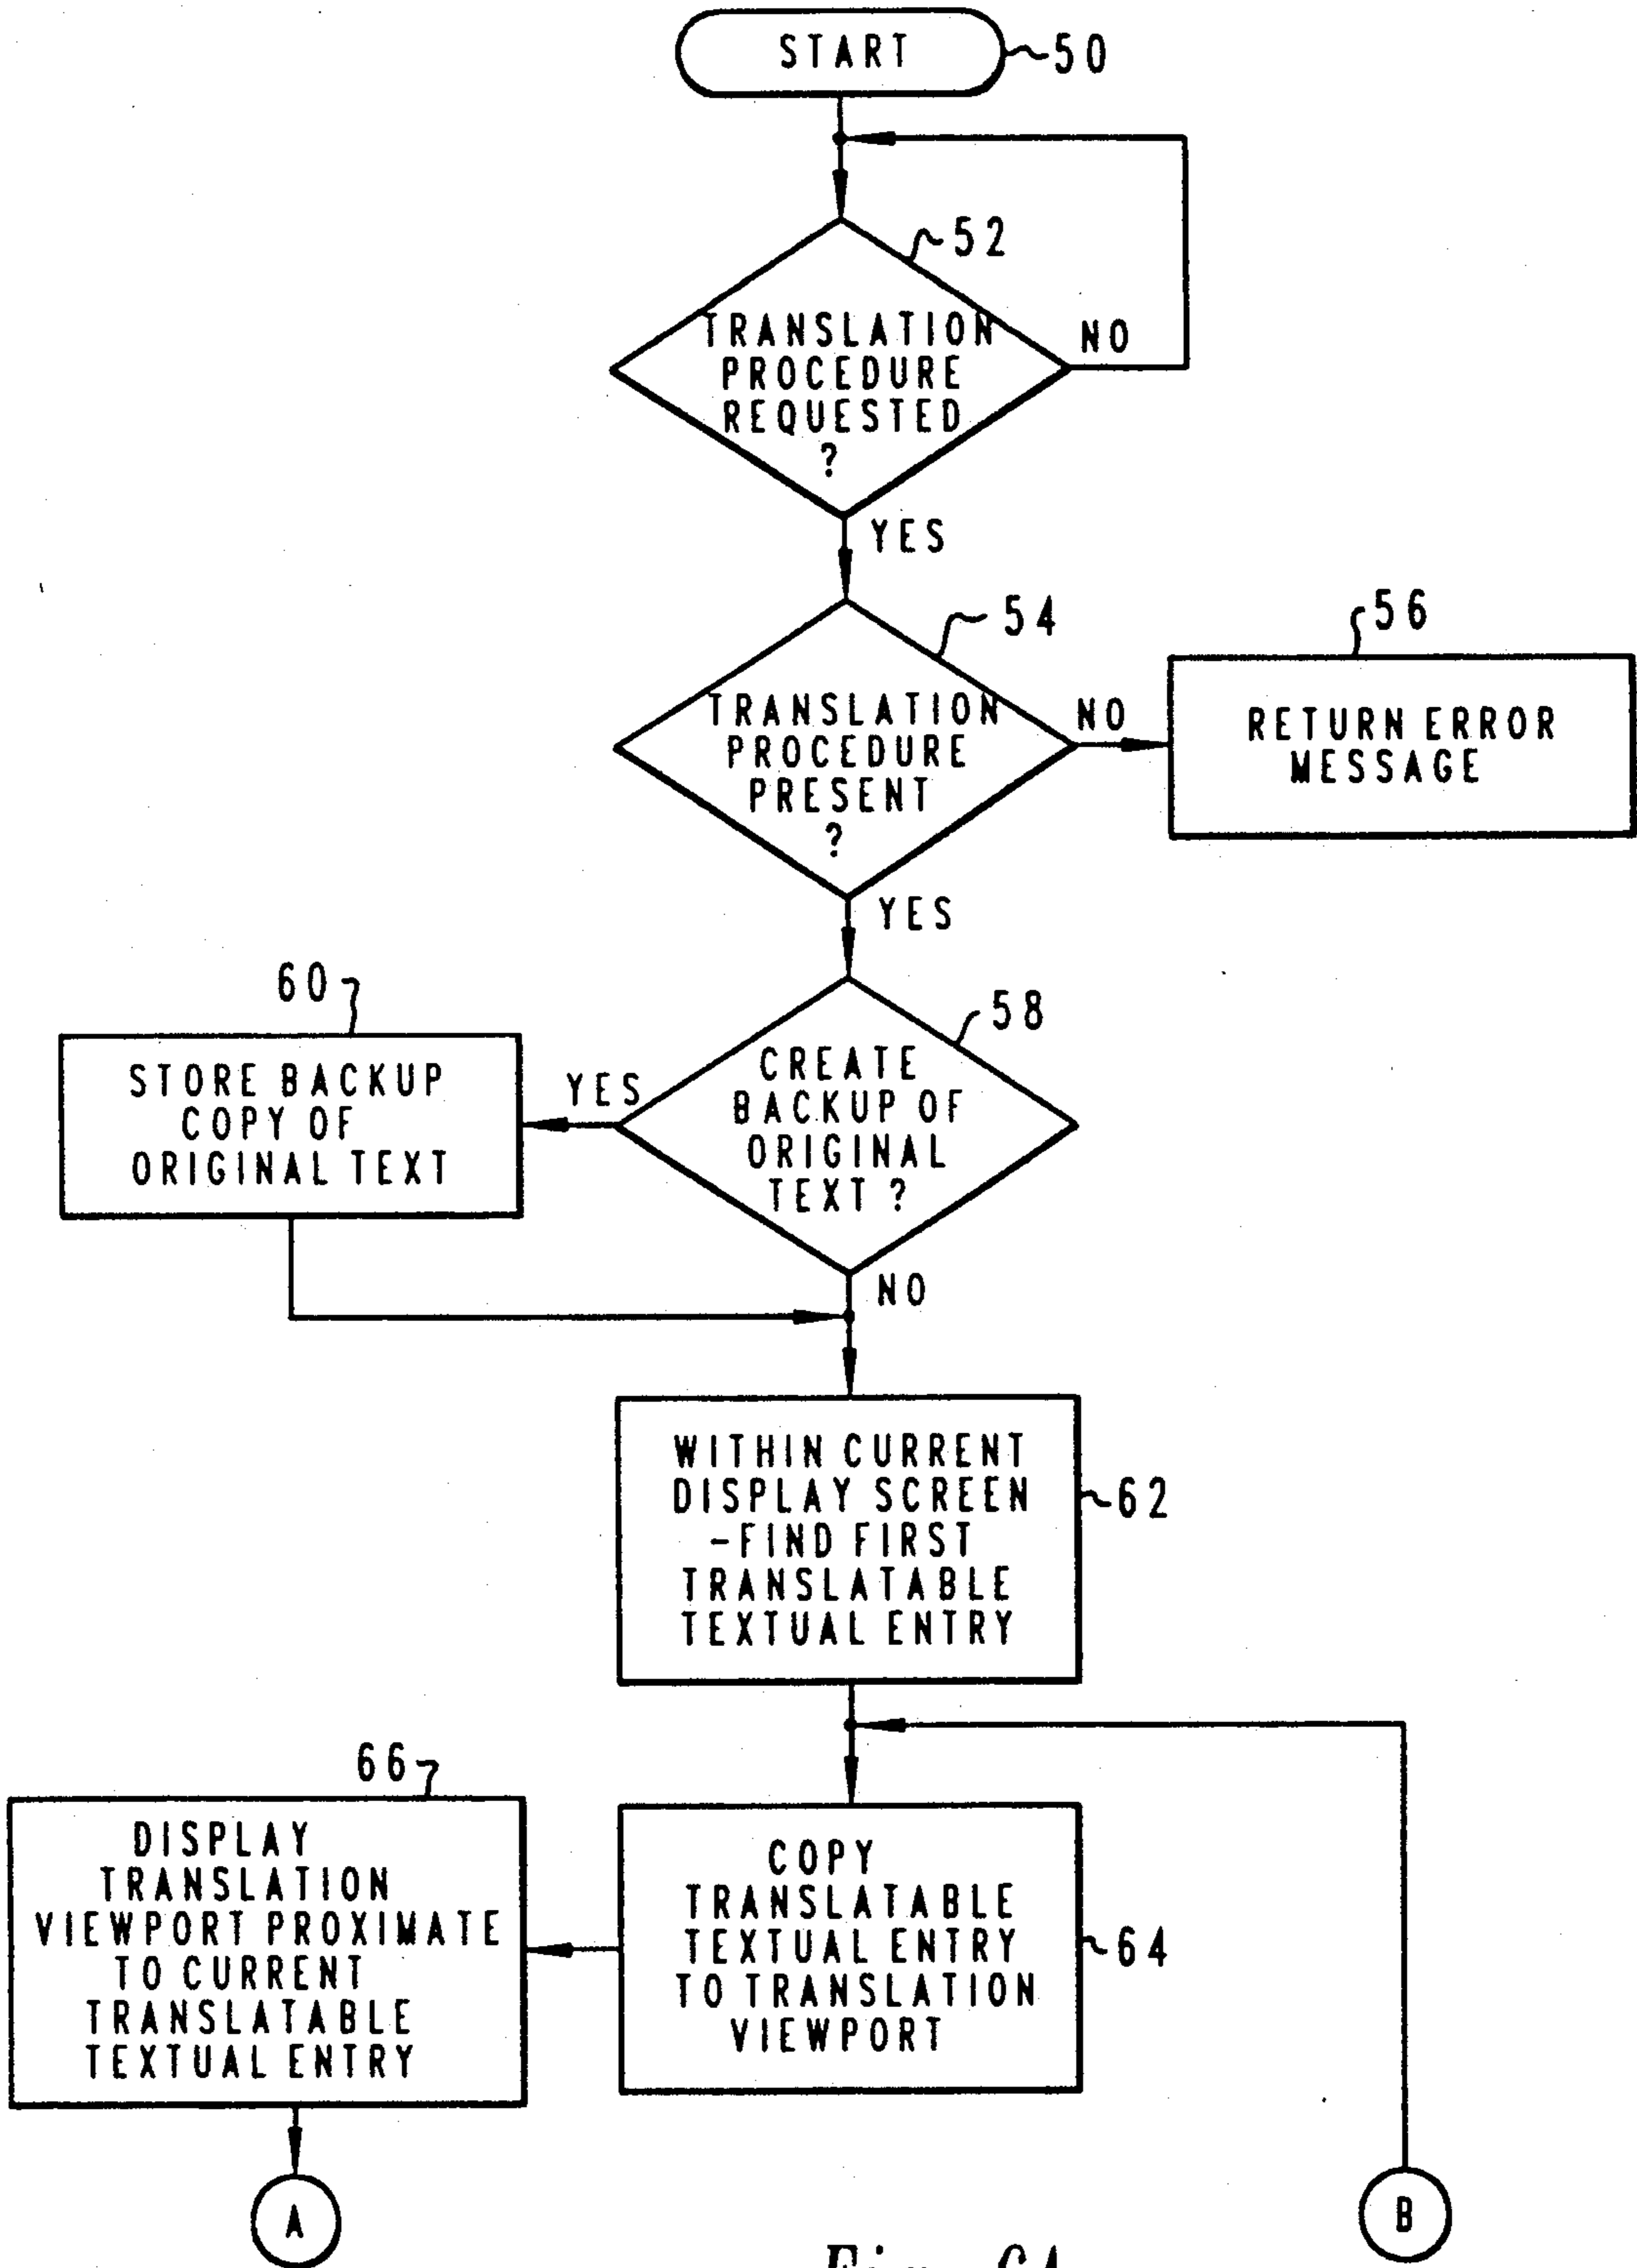 START
50
52
TRANSLATION
PROCEDURE
REQUESTED
?
NO
YES
54
TRANSLATION
PROCEDURE
PRESENT
?
NO
56
RETURN ERROR
MESSAGE
YES
58
CREATE
BACKUP OF
ORIGINAL
TEXT ?
YES
60
STORE BACKUP
COPY OF
ORIGINAL TEXT
NO
WITHIN CURRENT
DISPLAY SCREEN
-FIND FIRST
TRANSLATABLE
TEXTUAL ENTRY
62
COPY
TRANSLATABLE
TEXTUAL ENTRY
TO TRANSLATION
VIEWPORT
64
66
DISPLAY
TRANSLATION
VIEWPORT PROXIMATE
TO CURRENT
TRANSLATABLE
TEXTUAL ENTRY
A
B
Fig. 6A